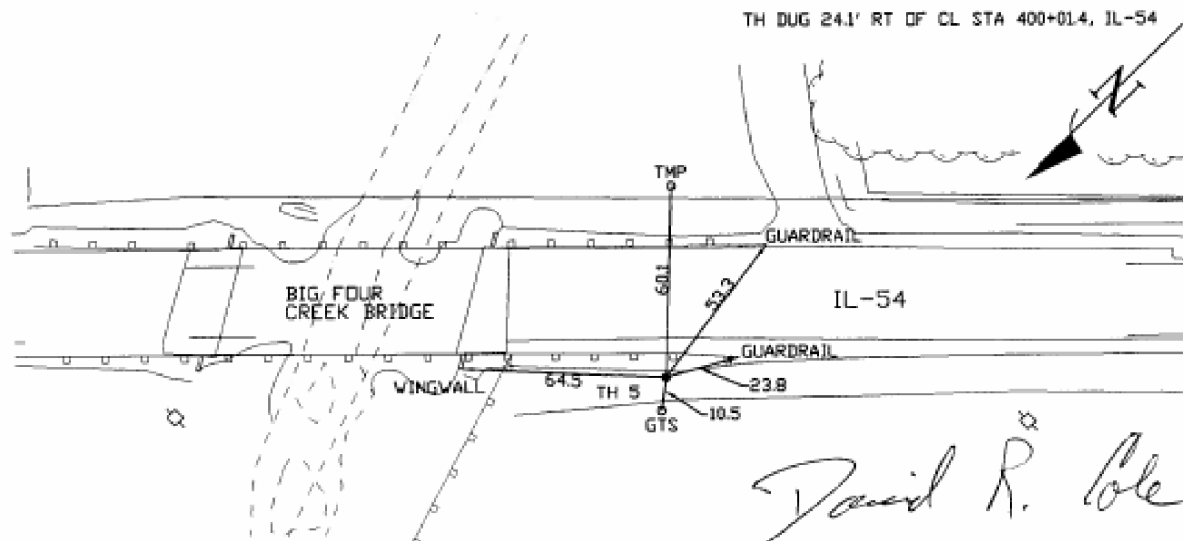 TH DUG 24.1' RT OF CL STA 400+01.4, IL-54
N
TMP
GUARDRAIL
60.1
53.3
BIG FOUR
CREEK BRIDGE
IL-54
GUARDRAIL
WINGWALL
64.5
TH 5
23.8
10.5
GTS
David R. Cole